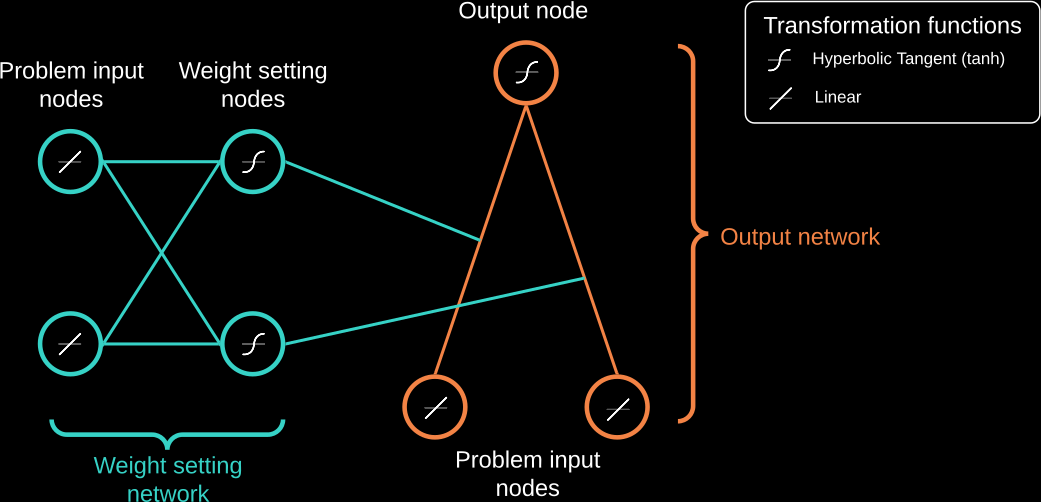 Output node
Transformation functions
Hyperbolic Tangent (tanh)
Linear
Problem input
nodes
Weight setting
nodes
Output network
Weight setting
network
Problem input
nodes